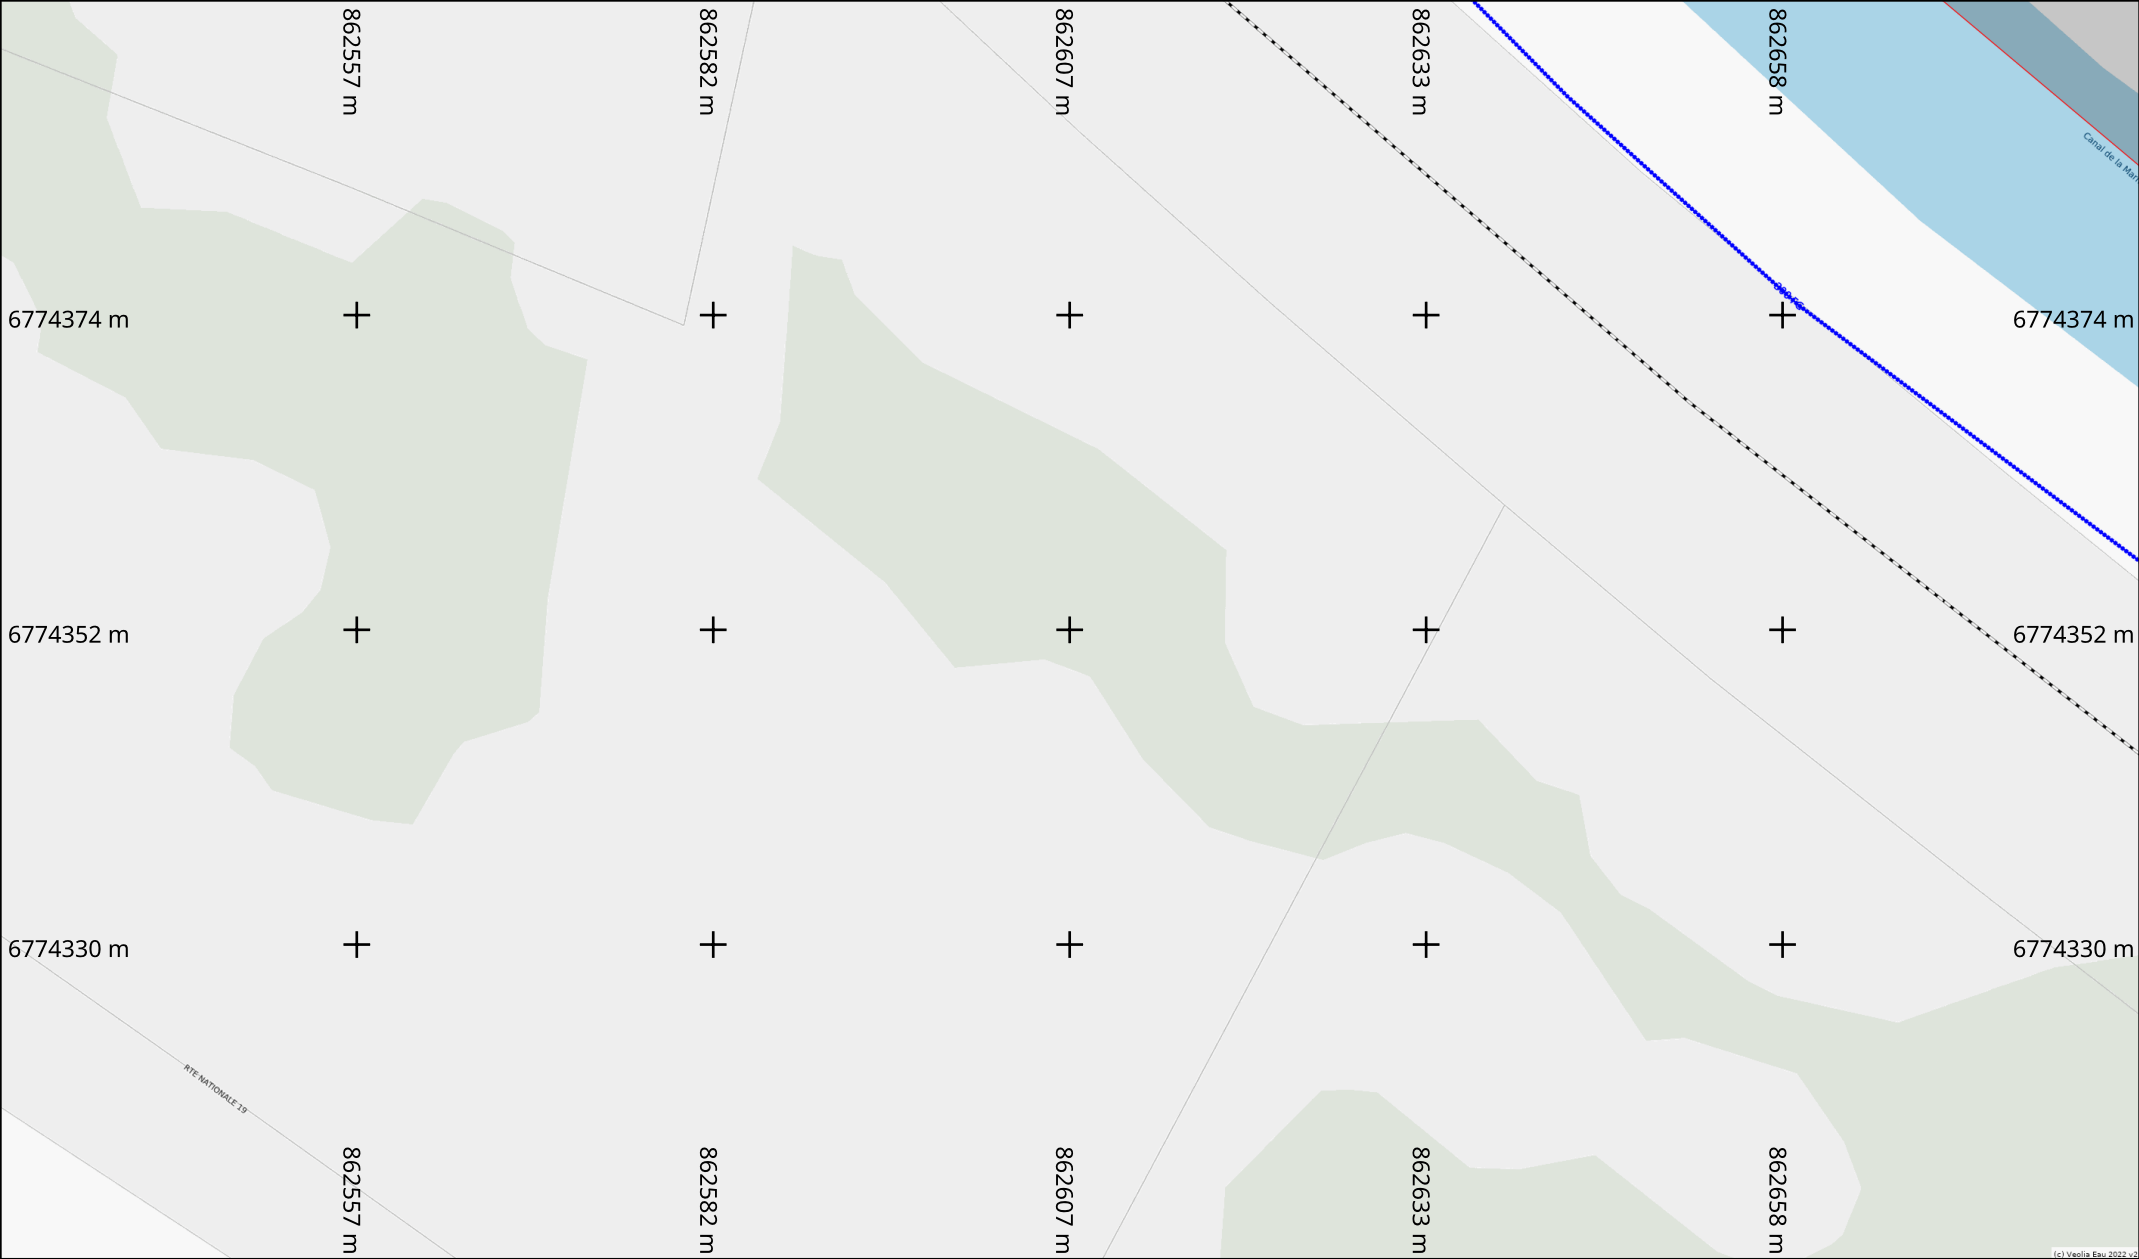 862557 m
862582 m
862607 m
862633 m
862658 m
Canal de la Mar
6774374 m
6774374 m
6774352 m
6774352 m
6774330 m
6774330 m
RTE NATIONALE 19
862557 m
862582 m
862607 m
862633 m
862658 m
(c) Veolia Eau 2022 v2